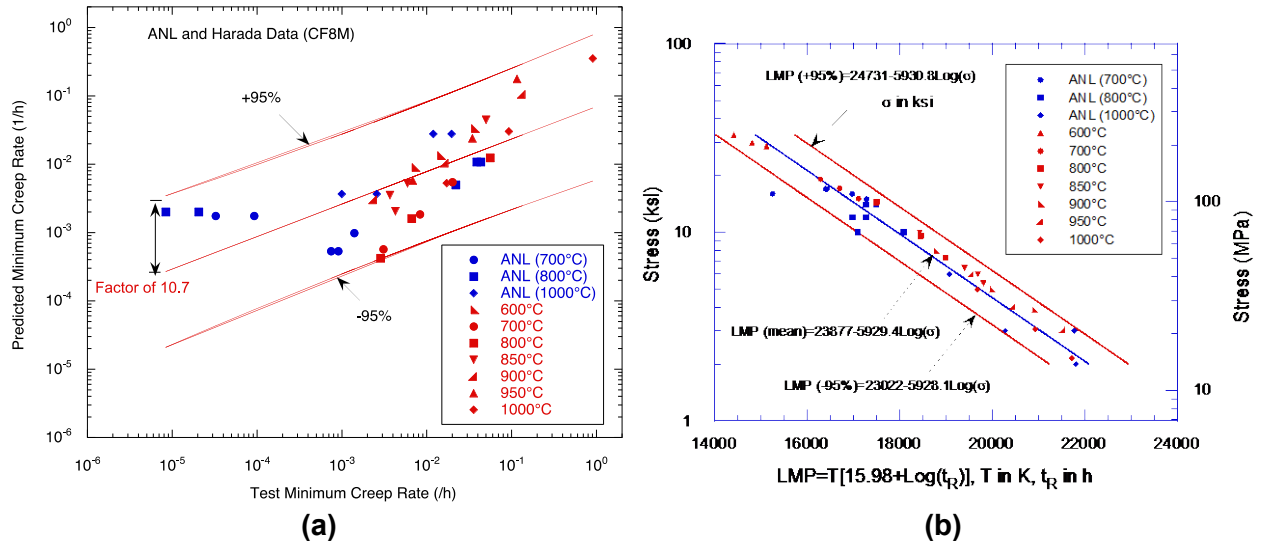 ANL and Harada Data (CF8M)
+95%
-95%
Factor of 10.7
Predicted Minimum Creep Rate (1/h)
10⁰
10⁻¹
10⁻²
10⁻³
10⁻⁴
10⁻⁵
10⁻⁶
10⁻⁶ 10⁻⁵ 10⁻⁴ 10⁻³ 10⁻² 10⁻¹ 10⁰
Test Minimum Creep Rate (/h)
ANL (700°C)
ANL (800°C)
ANL (1000°C)
600°C
700°C
800°C
850°C
900°C
950°C
1000°C
(a)
LMP (+95%)=24731-5930.8Log(σ)
σ in ksi
ANL (700°C)
ANL (800°C)
ANL (1000°C)
600°C
700°C
800°C
850°C
900°C
950°C
1000°C
LMP (mean)=23877-5929.4Log(σ)
LMP (-95%)=23022-5928.1Log(σ)
Stress (ksl)
100
10
1
Stress (MPa)
100
10
14000 16000 18000 20000 22000 24000
LMP=T[15.98+Log(t_R)], T in K, t_R in h
(b)